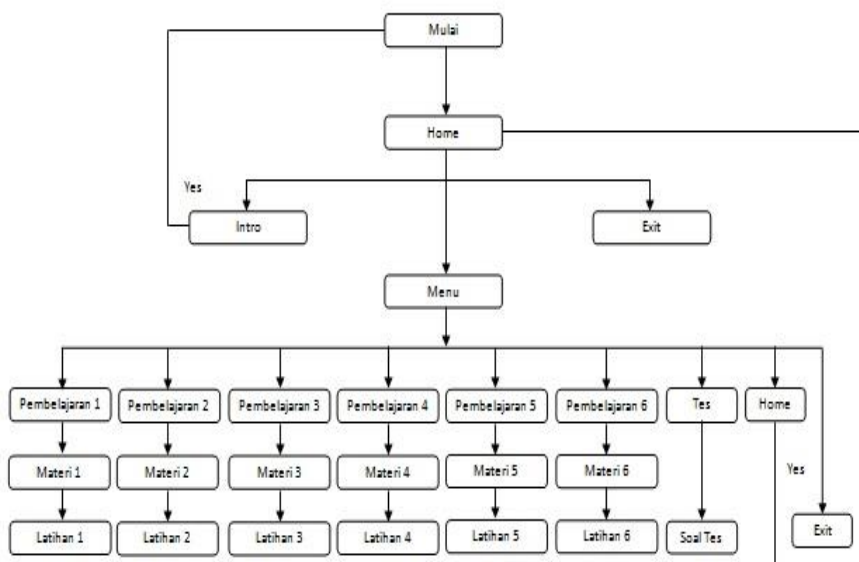 Mulai
Home
Yes
Intro
Exit
Menu
Pembelajaran 1
Pembelajaran 2
Pembelajaran 3
Pembelajaran 4
Pembelajaran 5
Pembelajaran 6
Tes
Home
Materi 1
Materi 2
Materi 3
Materi 4
Materi 5
Materi 6
Yes
Latihan 1
Latihan 2
Latihan 3
Latihan 4
Latihan 5
Latihan 6
Soal Tes
Exit